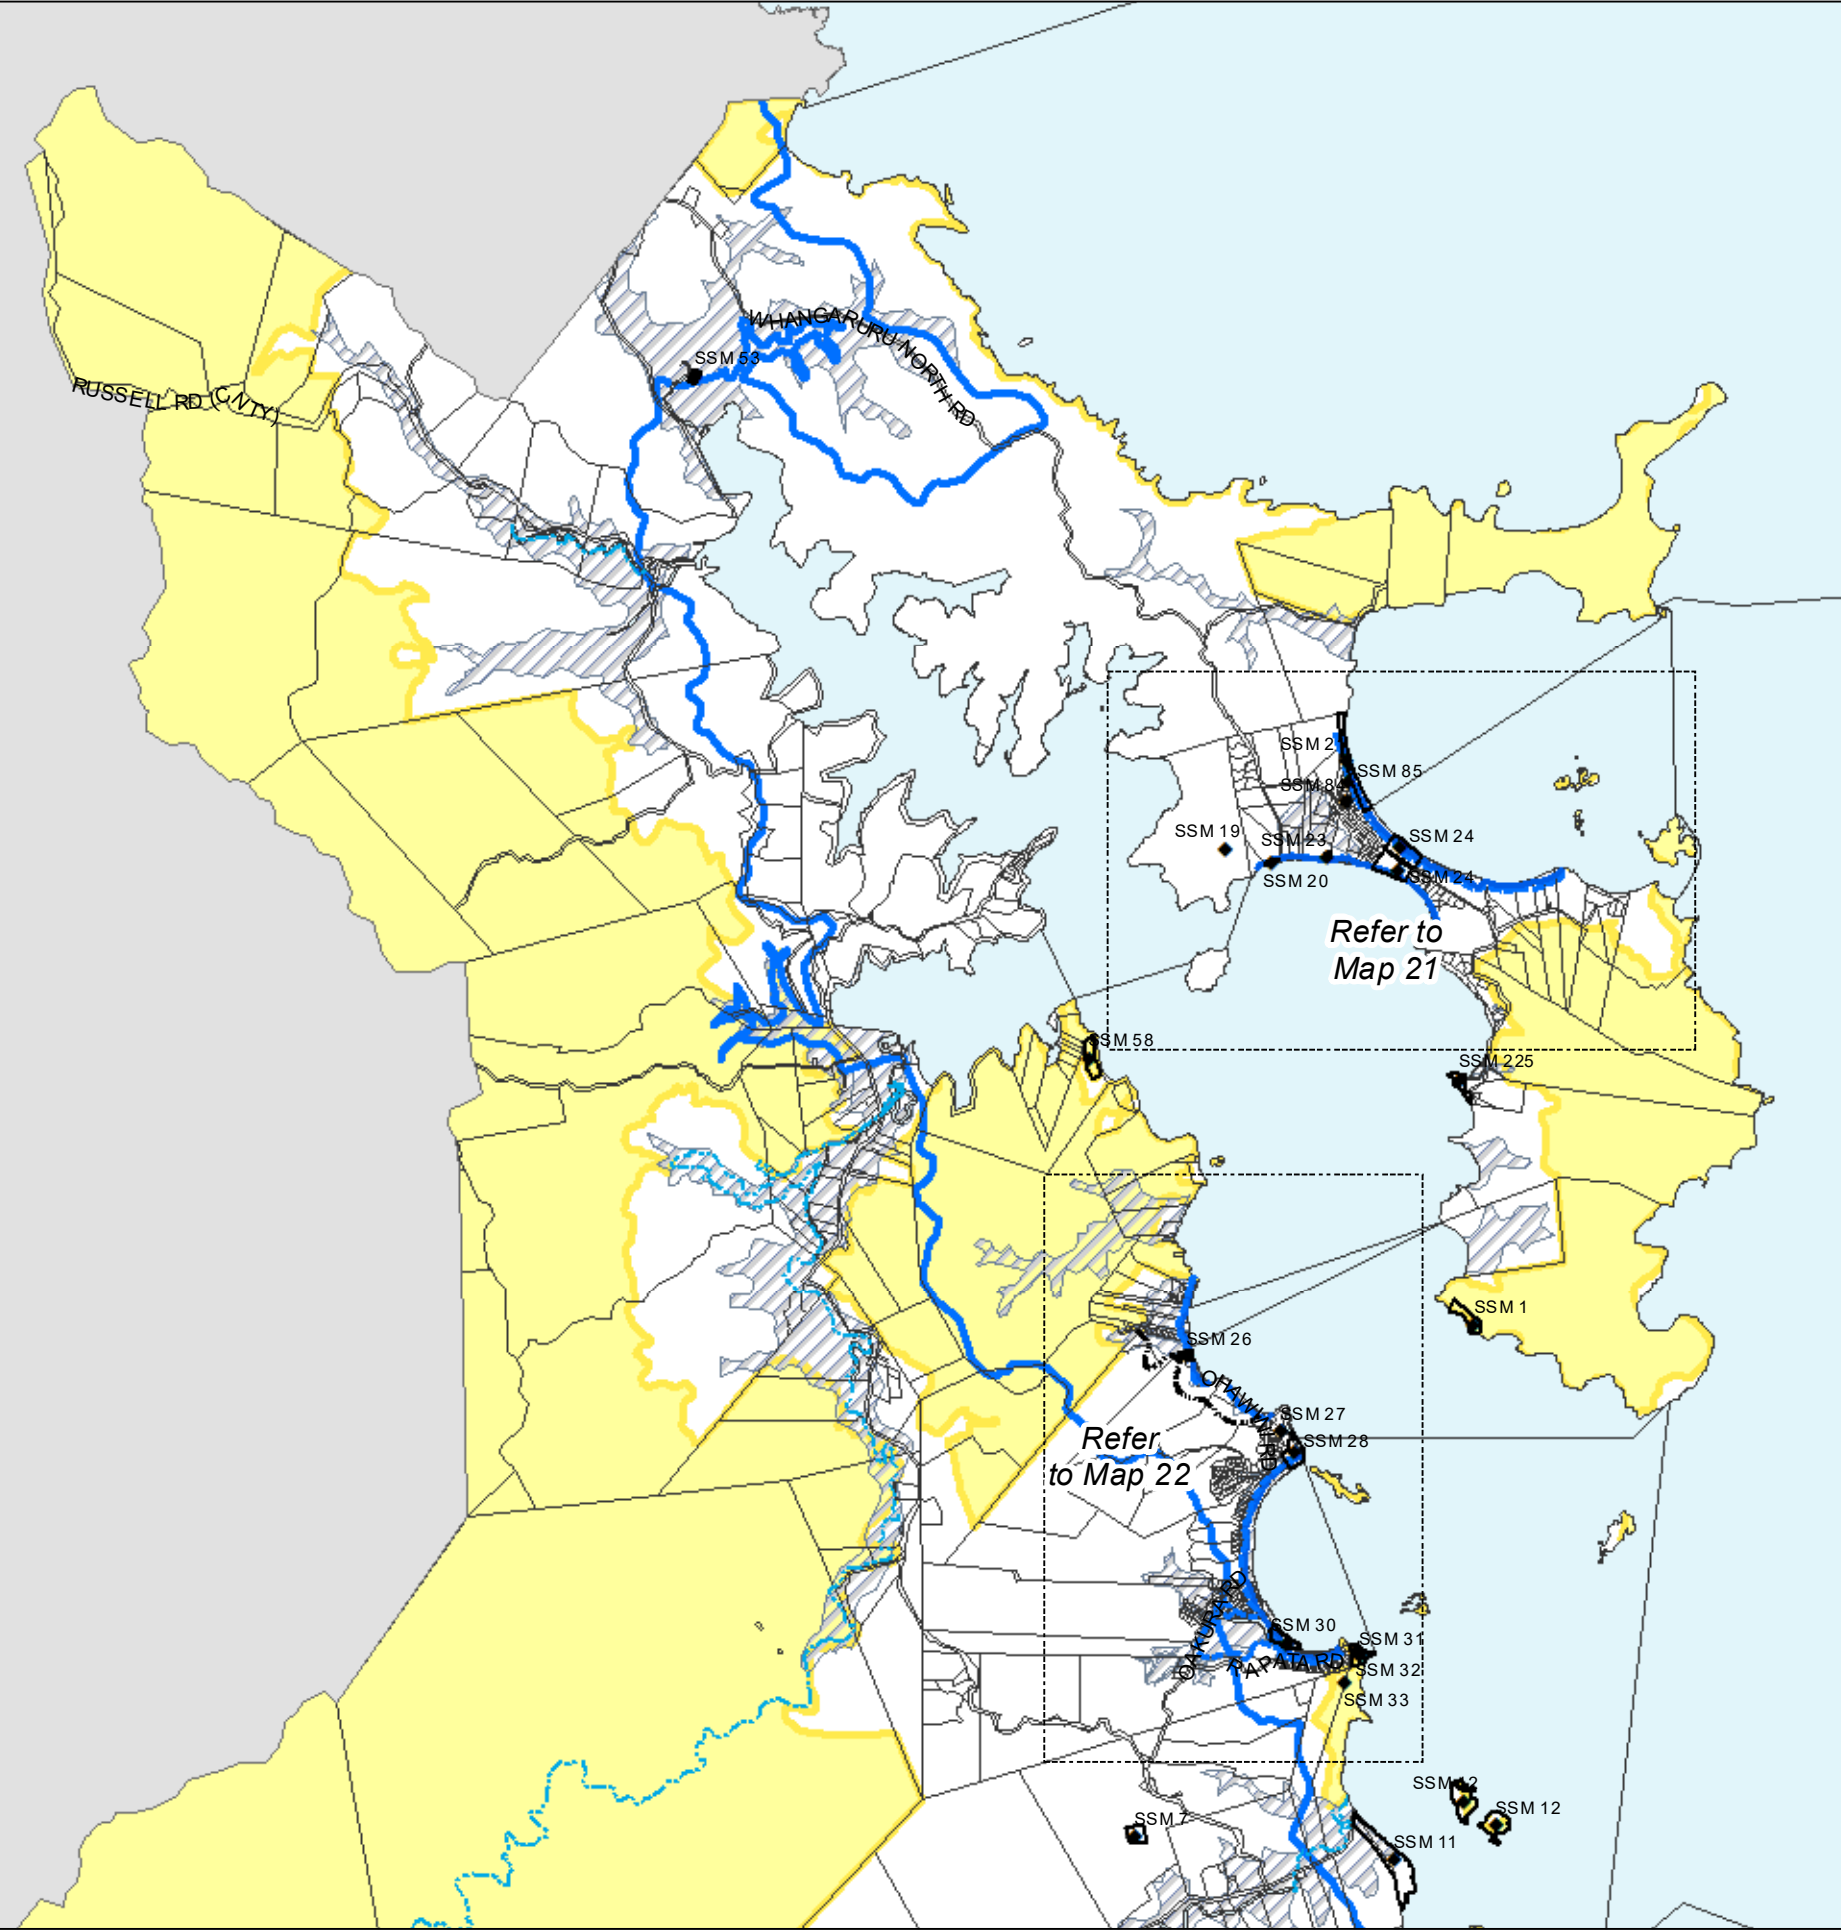 WHANGARURU NORTH RD
SSM 53
RUSSELL RD (CNTY)
SSM 2
SSM 85
SSM 84
SSM 19
SSM 23
SSM 24
SSM 20
SSM 24
Refer to
Map 21
SSM 58
SSM 225
SSM 1
SSM 26
OHAWINI RD
SSM 27
SSM 28
Refer
to Map 22
OAKURA RD
SSM 30
SSM 31
RAPATA RD
SSM 32
SSM 33
SSM 12
SSM 12
SSM 7
SSM 11